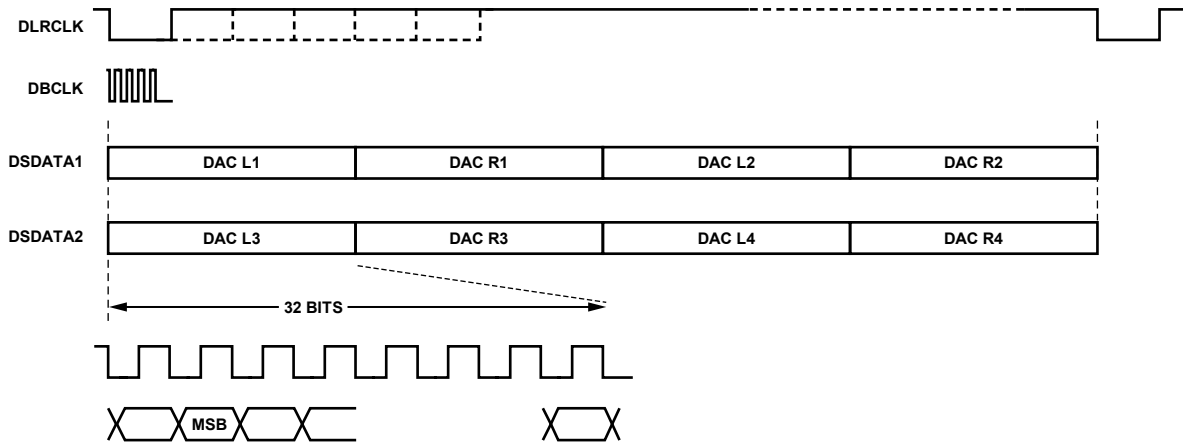 DLRCLK
DBCLK
DSDATA1 DAC L1 DAC R1 DAC L2 DAC R2
DSDATA2 DAC L3 DAC R3 DAC L4 DAC R4
32 BITS
MSB